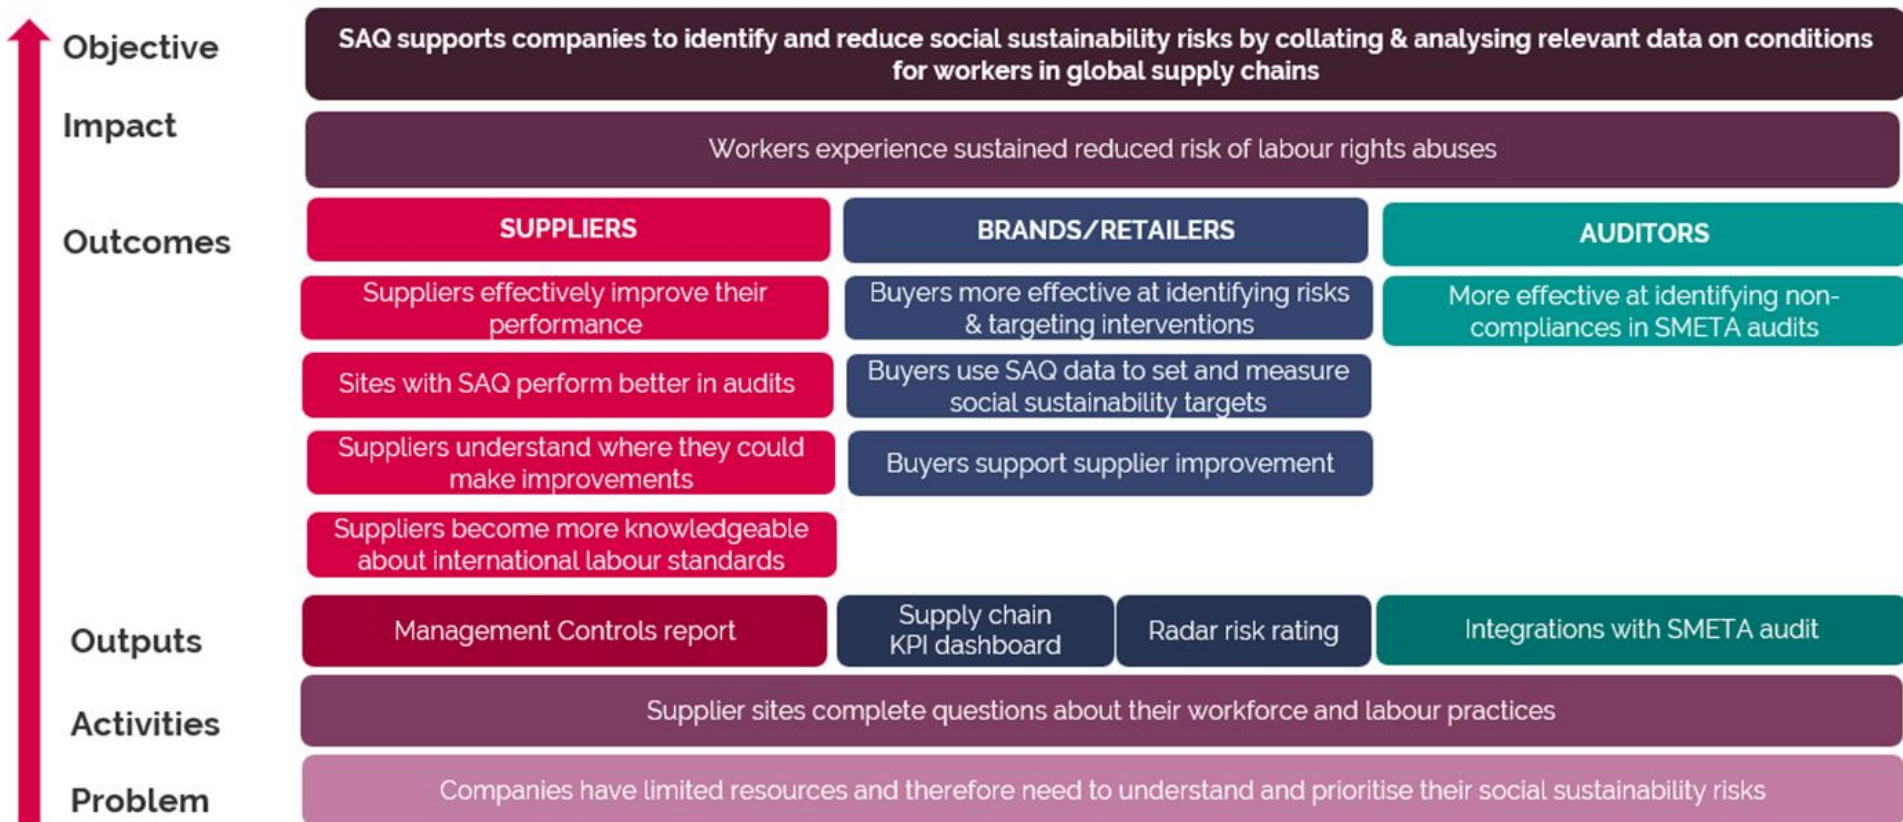 Objective
SAQ supports companies to identify and reduce social sustainability risks by collating & analysing relevant data on conditions
for workers in global supply chains
Impact
Workers experience sustained reduced risk of labour rights abuses
Outcomes
SUPPLIERS
BRANDS/RETAILERS
AUDITORS
Suppliers effectively improve their
performance
Buyers more effective at identifying risks
& targeting interventions
More effective at identifying non-
compliances in SMETA audits
Sites with SAQ perform better in audits
Buyers use SAQ data to set and measure
social sustainability targets
Suppliers understand where they could
make improvements
Buyers support supplier improvement
Suppliers become more knowledgeable
about international labour standards
Outputs
Management Controls report
Supply chain
KPI dashboard
Radar risk rating
Integrations with SMETA audit
Activities
Supplier sites complete questions about their workforce and labour practices
Problem
Companies have limited resources and therefore need to understand and prioritise their social sustainability risks